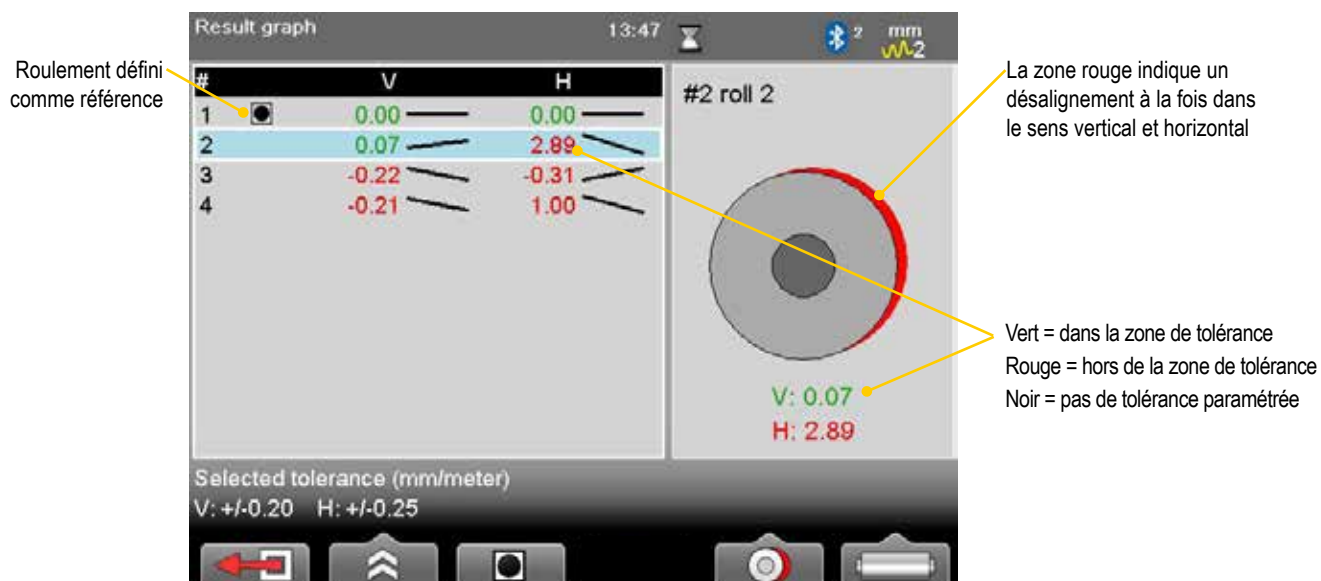 Result graph 13:47 2 mm
2
Roulement défini
comme référence
# V H
1 0.00 0.00
2 0.07 2.89
3 -0.22 -0.31
4 -0.21 1.00
#2 roll 2
V: 0.07
H: 2.89
La zone rouge indique un
désalignement à la fois dans
le sens vertical et horizontal
Vert = dans la zone de tolérance
Rouge = hors de la zone de tolérance
Noir = pas de tolérance paramétrée
Selected tolerance (mm/meter)
V: +/-0.20 H: +/-0.25